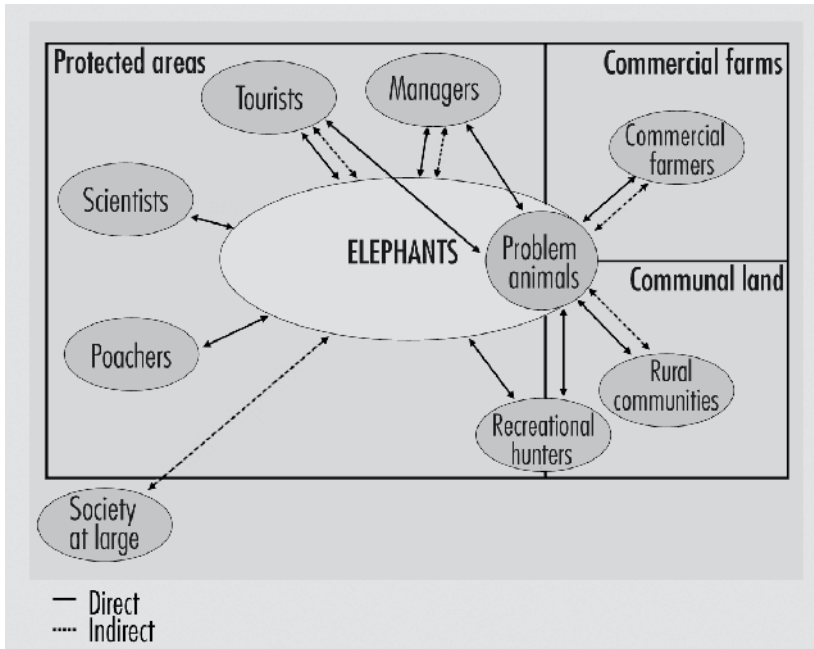 Protected areas
Commercial farms
Tourists
Managers
Commercial
farmers
Scientists
ELEPHANTS
Problem
animals
Communal land
Poachers
Rural
communities
Recreational
hunters
Society
at large
Direct
Indirect